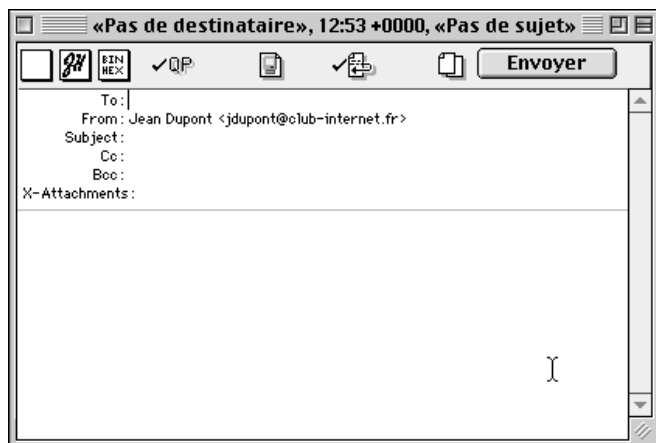 «Pas de destinataire», 12:53 +0000, «Pas de sujet»
BIN HEX QP Envoyer
To:
From: Jean Dupont <jdupont@club-internet.fr>
Subject:
Cc:
Bcc:
X-Attachments: